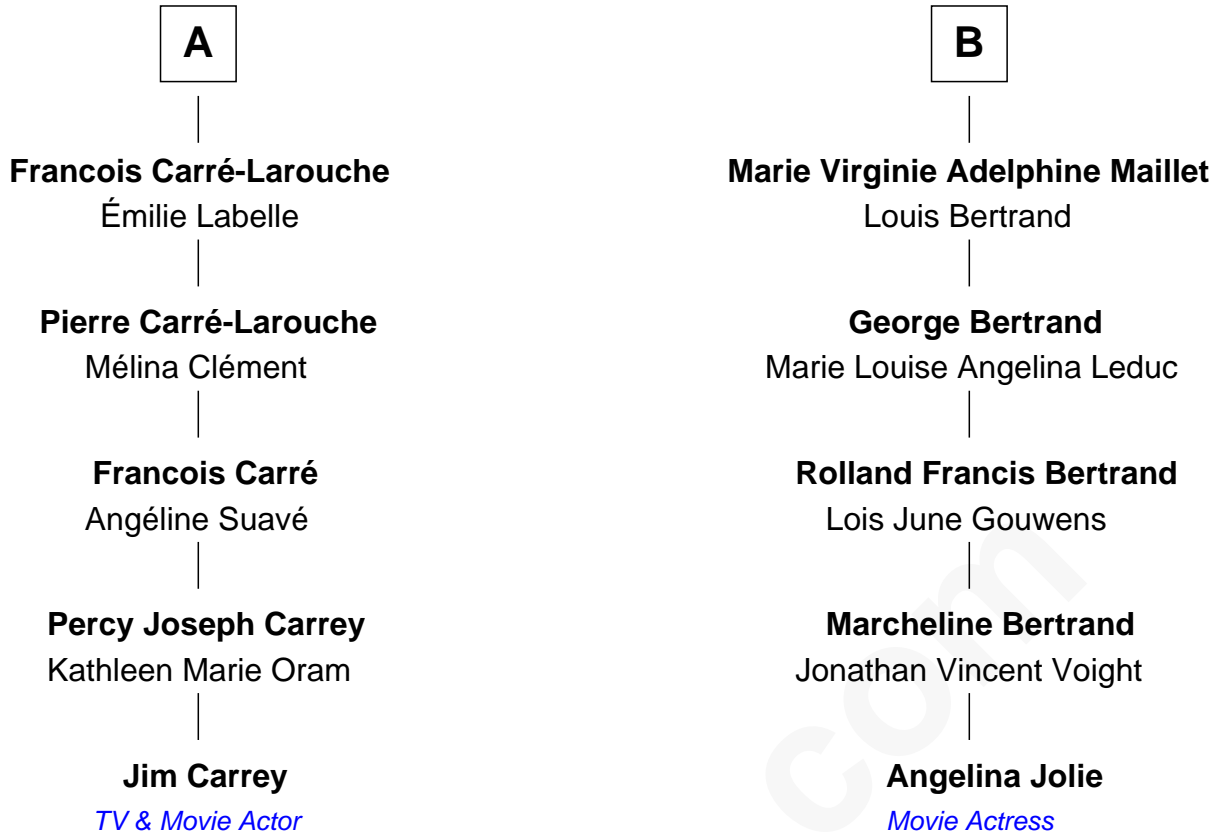 A
Francois Carré-Larouche
Émilie Labelle
Pierre Carré-Larouche
Mélina Clément
Francois Carré
Angéline Suavé
Percy Joseph Carrey
Kathleen Marie Oram
Jim Carrey
TV & Movie Actor
B
Marie Virginie Adelphine Maillet
Louis Bertrand
George Bertrand
Marie Louise Angelina Leduc
Rolland Francis Bertrand
Lois June Gouwens
Marcheline Bertrand
Jonathan Vincent Voight
Angelina Jolie
Movie Actress
com